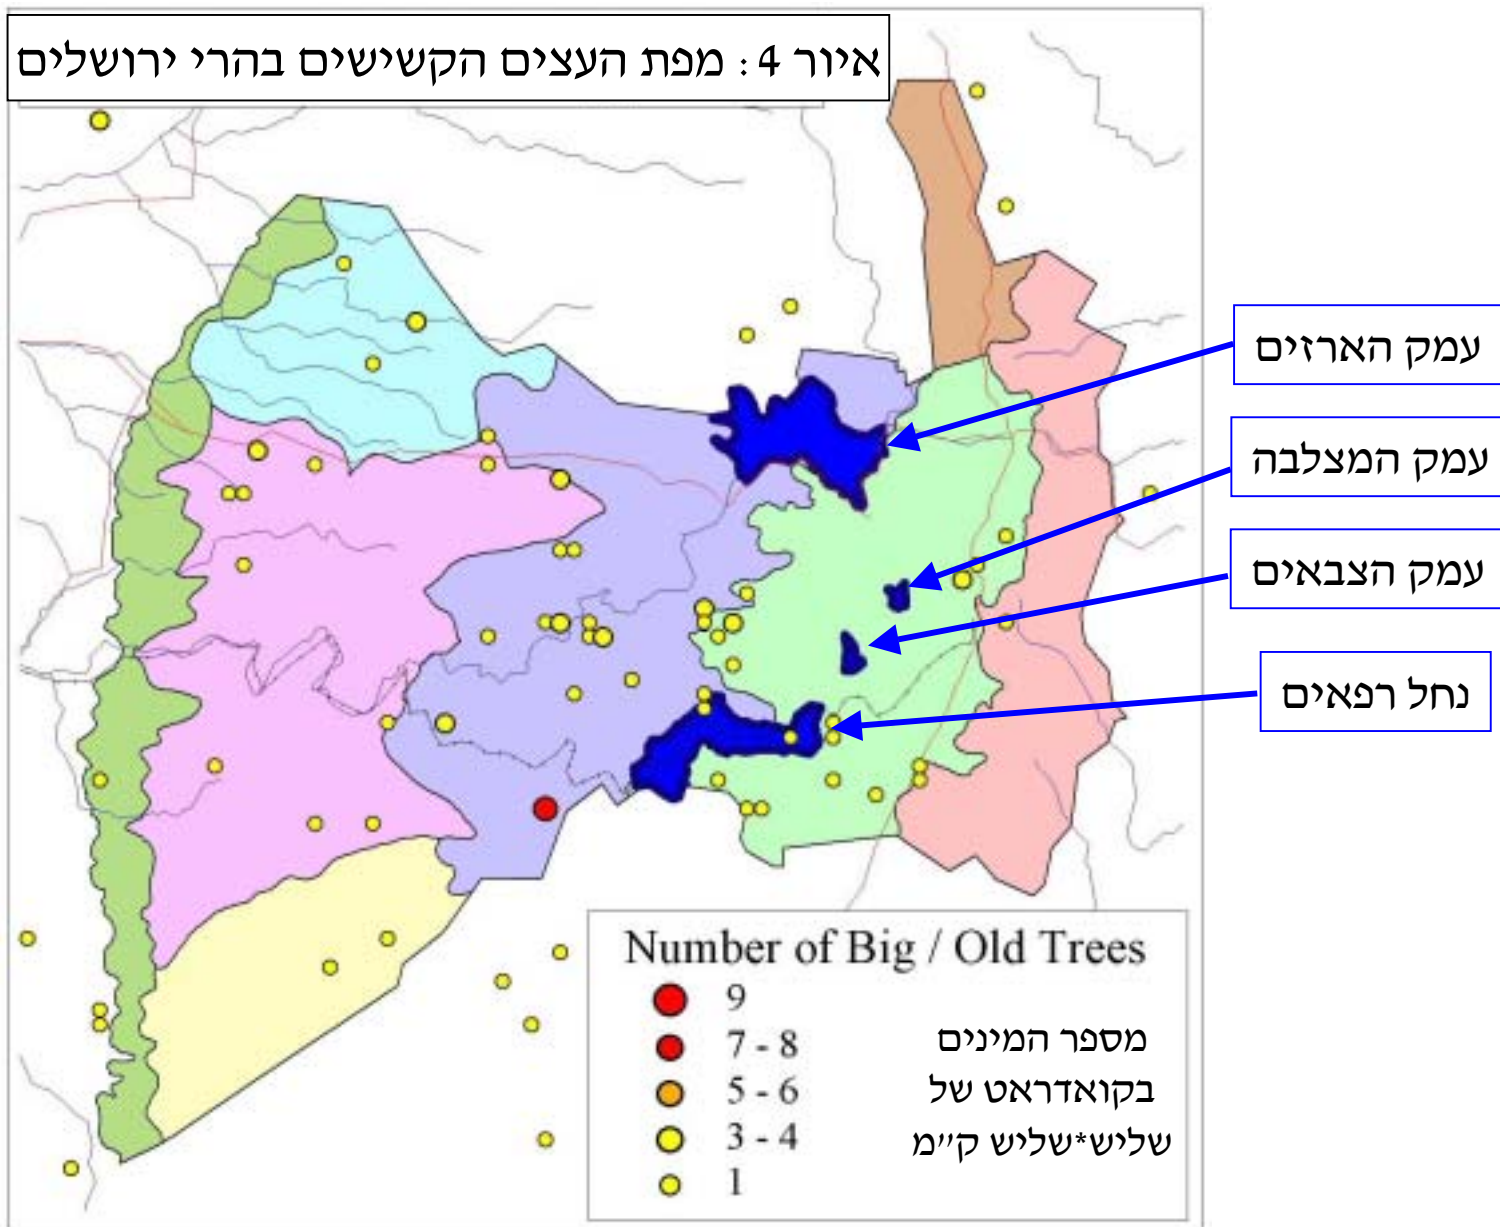 איור 4: מפת העצים הקשישים בהרי ירושלים
עמק הארזים
עמק המצלבה
עמק הצבאים
נחל רפאים
Number of Big / Old Trees
9
7 - 8
5 - 6
3 - 4
1
מספר המינים
בקואדראט של
שליש*שליש ק"מ